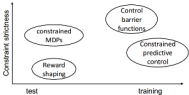 Constraint strictness
constrained
MDPs
Reward
shaping
Control
barrier
functions
Constrained
predictive
control
test
training